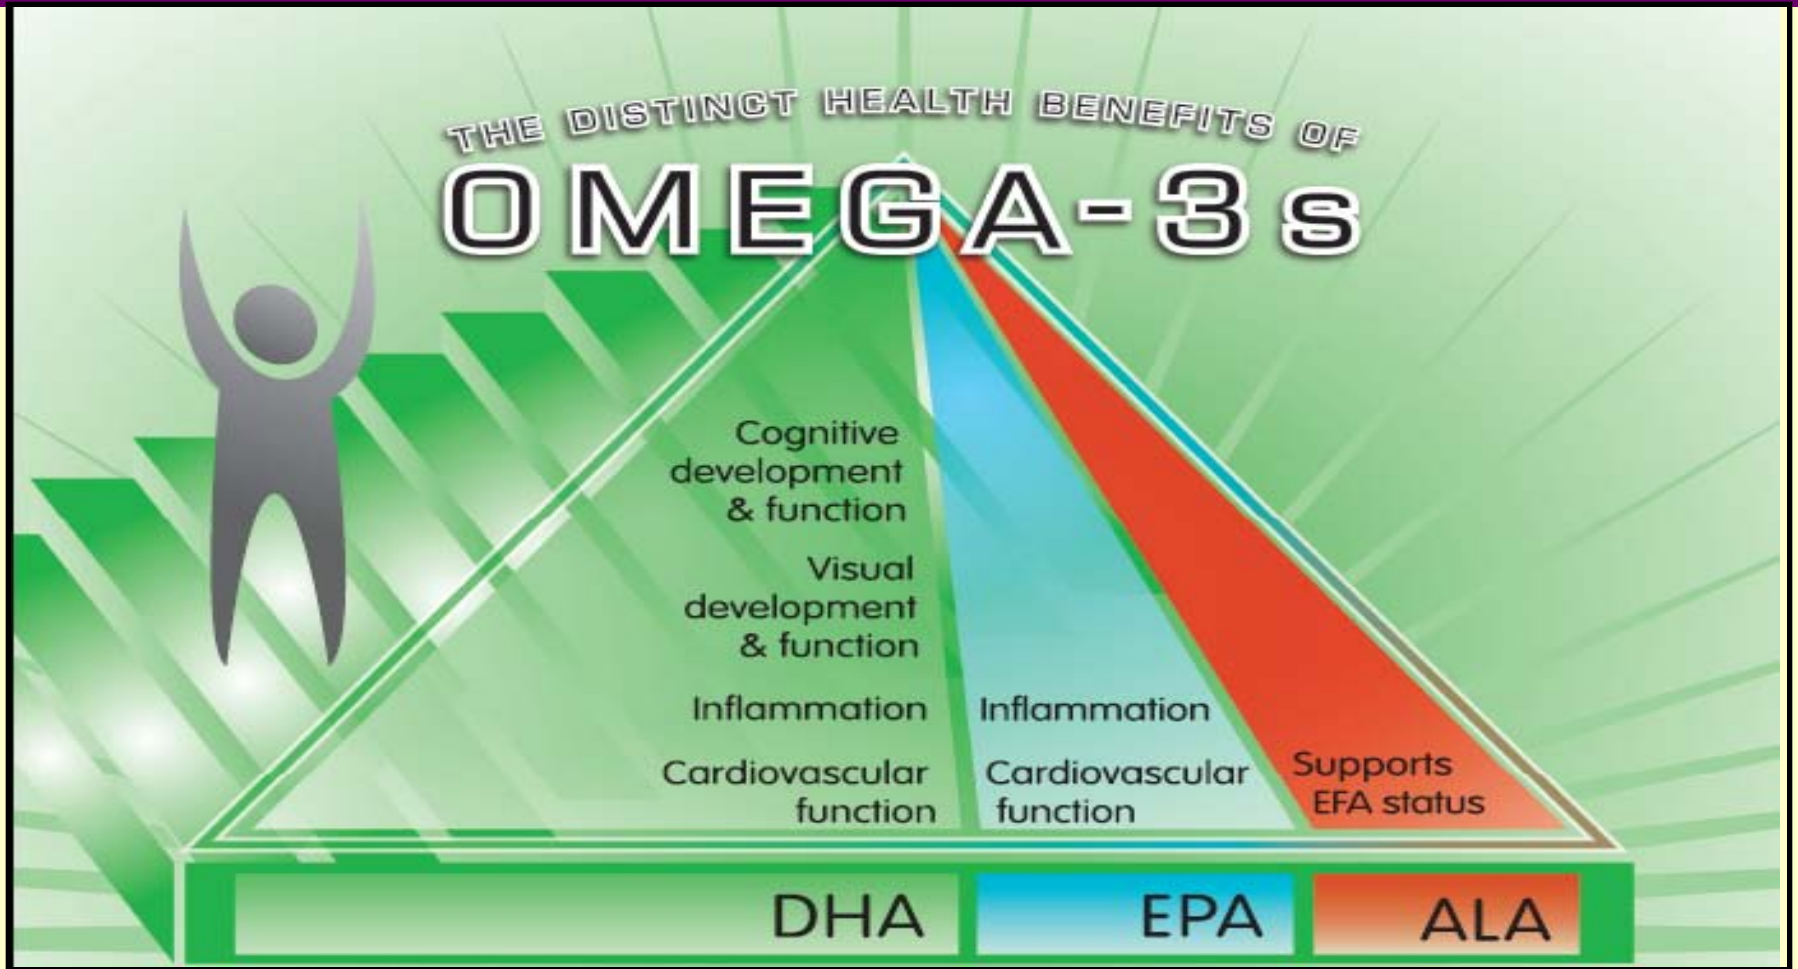 THE DISTINCT HEALTH BENEFITS OF
OMEGA-3s
Cognitive
development
& function
Visual
development
& function
Inflammation
Cardiovascular
function
Inflammation
Cardiovascular
function
Supports
EFA status
DHA
EPA
ALA